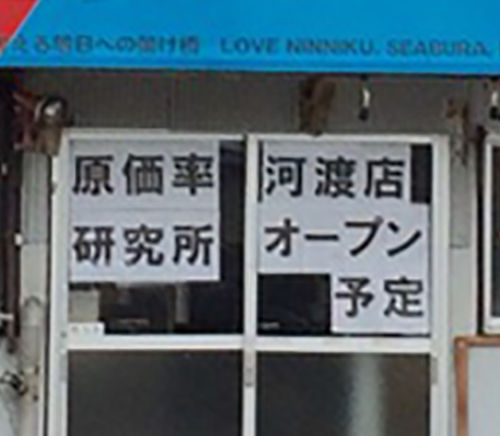 える毎日への架け橋 LOVE NINNIKU. SEABURA.
原価率
研究所
河渡店
オープン
予定